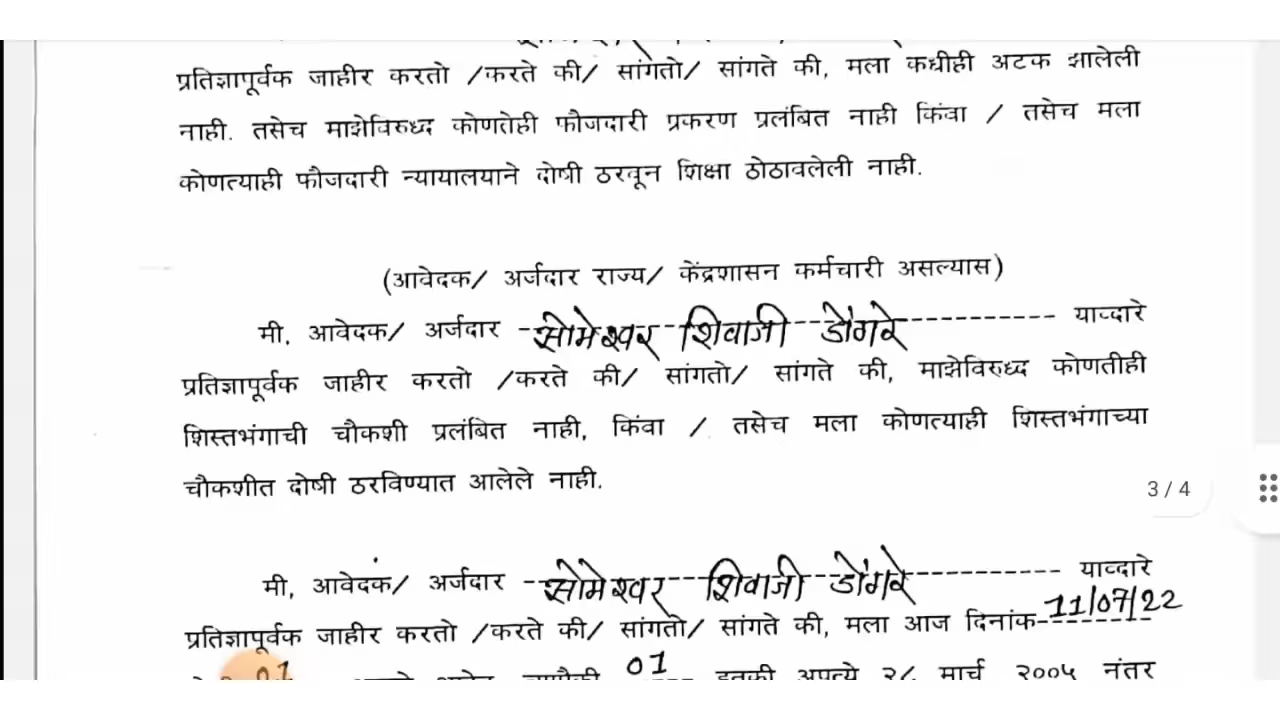 प्रतिज्ञापूर्वक जाहीर करतो /करते की/ सांगतो/ सांगते की, मला कधीही अटक झालेली
नाही. तसेच माझेविरुध्द कोणतेही फौजदारी प्रकरण प्रलंबित नाही किंवा / तसेच मला
कोणत्याही फौजदारी न्यायालयाने दोषी ठरवून शिक्षा ठोठावलेली नाही.
(आवेदक/ अर्जदार राज्य/ केंद्रशासन कर्मचारी असल्यास)
मी, आवेदक/ अर्जदार --सोमेश्वर शिवाजी डोंगरे------------ याव्दारे
प्रतिज्ञापूर्वक जाहीर करतो /करते की/ सांगतो/ सांगते की, माझेविरुध्द कोणतीही
शिस्तभंगाची चौकशी प्रलंबित नाही, किंवा / तसेच मला कोणत्याही शिस्तभंगाच्या
चौकशीत दोषी ठरविण्यात आलेले नाही.
3 / 4
मी, आवेदक/ अर्जदार --सोमेश्वर शिवाजी डोंगरे------------ याव्दारे
प्रतिज्ञापूर्वक जाहीर करतो /करते की/ सांगतो/ सांगते की, मला आज दिनांक 11/07/22
01 01 इतकी अपत्ये २८ मार्च २००५ नंतर